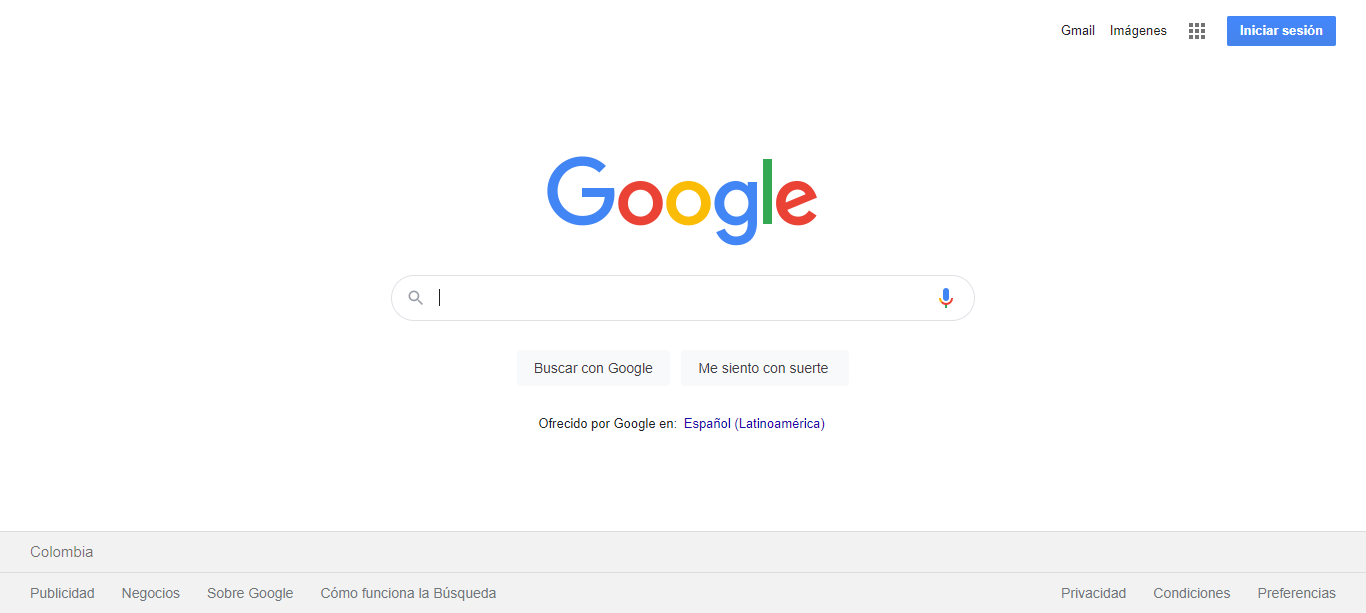 Gmail Imágenes Iniciar sesión
Google
Buscar con Google Me siento con suerte
Ofrecido por Google en: Español (Latinoamérica)
Colombia
Publicidad Negocios Sobre Google Cómo funciona la Búsqueda Privacidad Condiciones Preferencias